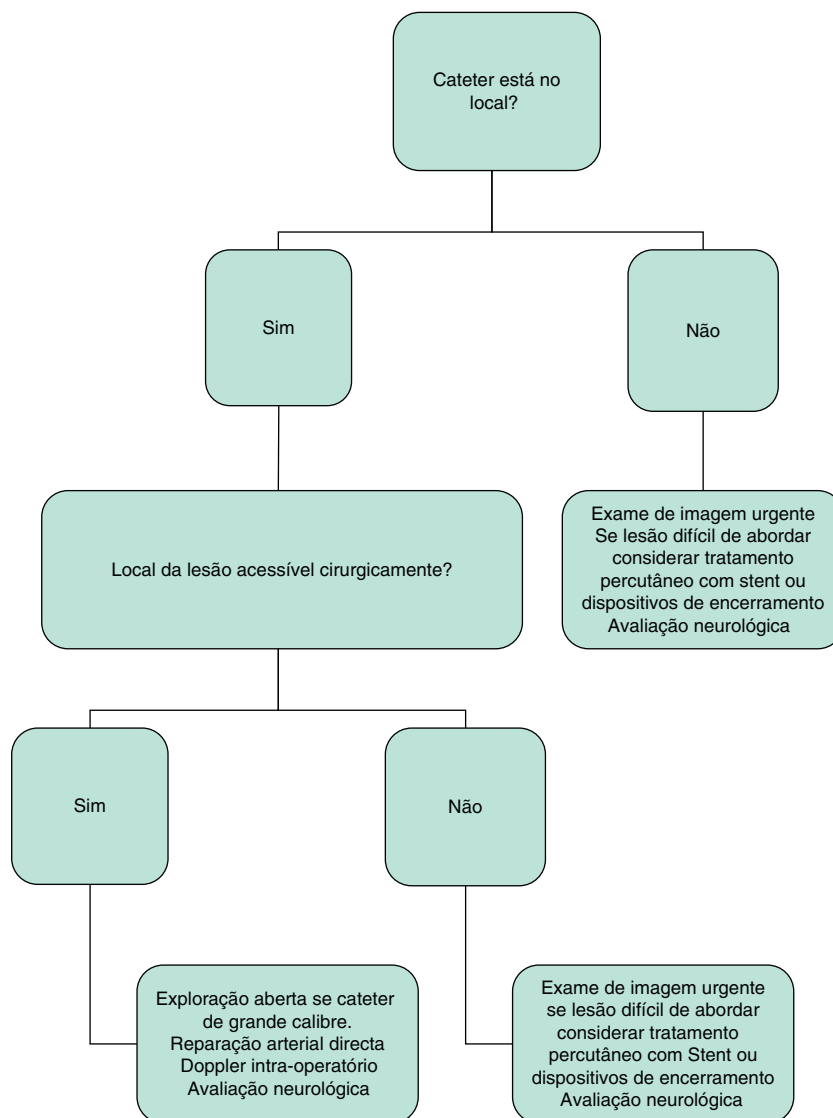 Cateter está no
local?
Sim
Não
Local da lesão acessível cirurgicamente?
Exame de imagem urgente
Se lesão difícil de abordar
considerar tratamento
percutâneo com stent ou
dispositivos de encerramento
Avaliação neurológica
Sim
Não
Exploração aberta se cateter
de grande calibre.
Reparação arterial directa
Doppler intra-operatório
Avaliação neurológica
Exame de imagem urgente
se lesão difícil de abordar
considerar tratamento
percutâneo com Stent ou
dispositivos de encerramento
Avaliação neurológica